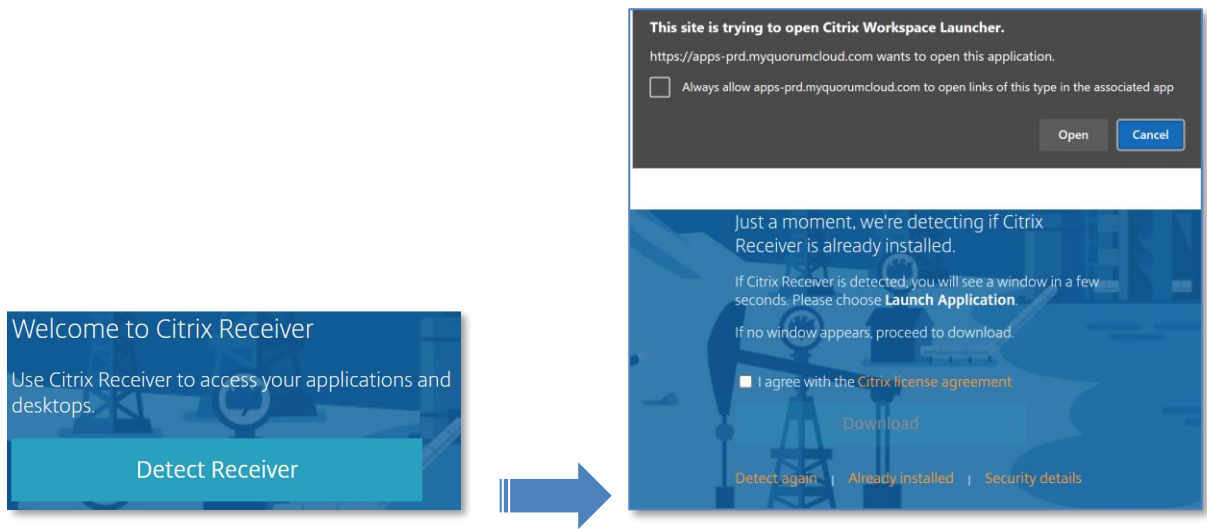 Welcome to Citrix Receiver
Use Citrix Receiver to access your applications and
desktops.
Detect Receiver
This site is trying to open Citrix Workspace Launcher.
https://apps-prd.myquorumcloud.com wants to open this application.
Always allow apps-prd.myquorumcloud.com to open links of this type in the associated app
Open Cancel
Just a moment, we're detecting if Citrix
Receiver is already installed.
If Citrix Receiver is detected, you will see a window in a few
seconds. Please choose Launch Application.
If no window appears, proceed to download.
I agree with the Citrix license agreement
Download
Detect again | Already installed | Security details